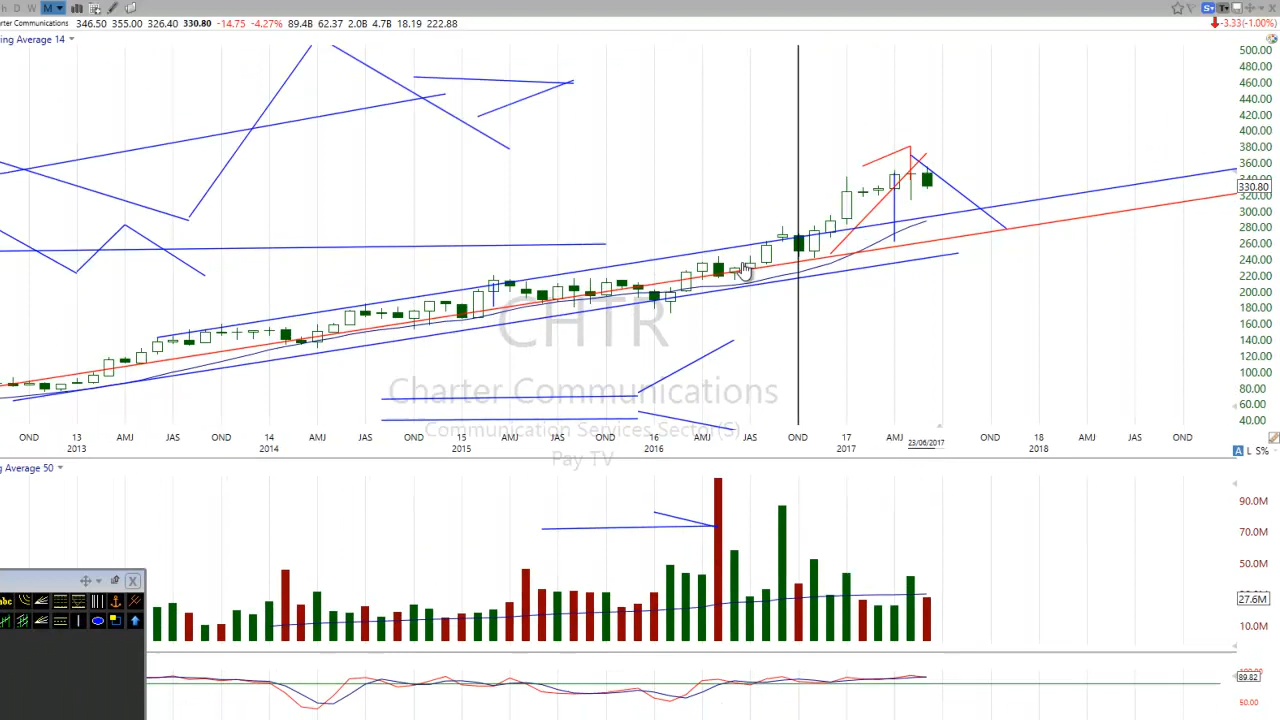 h D W M
arter Communications 346.50 355.00 326.40 330.80 -14.75 -4.27% 89.4B 62.37 2.0B 4.7B 18.19 222.88 -3.33(-1.00%)
ing Average 14
500.00
480.00
460.00
440.00
420.00
400.00
380.00
360.00
340.00
330.80
320.00
300.00
280.00
260.00
240.00
220.00
200.00
180.00
160.00
140.00
120.00
100.00
80.00
60.00
40.00
CHTR
Charter Communications
Communication Services Sector(S)
Pay TV
OND 13 AMJ JAS OND 14 AMJ JAS OND 15 AMJ JAS OND 16 AMJ JAS OND 17 AMJ OND 18 AMJ JAS OND
2013 2014 2015 2016 2017 23/06/2017 2018
A L S%
g Average 50
90.0M
70.0M
50.0M
27.6M
10.0M
abc
100.00
89.82
50.00